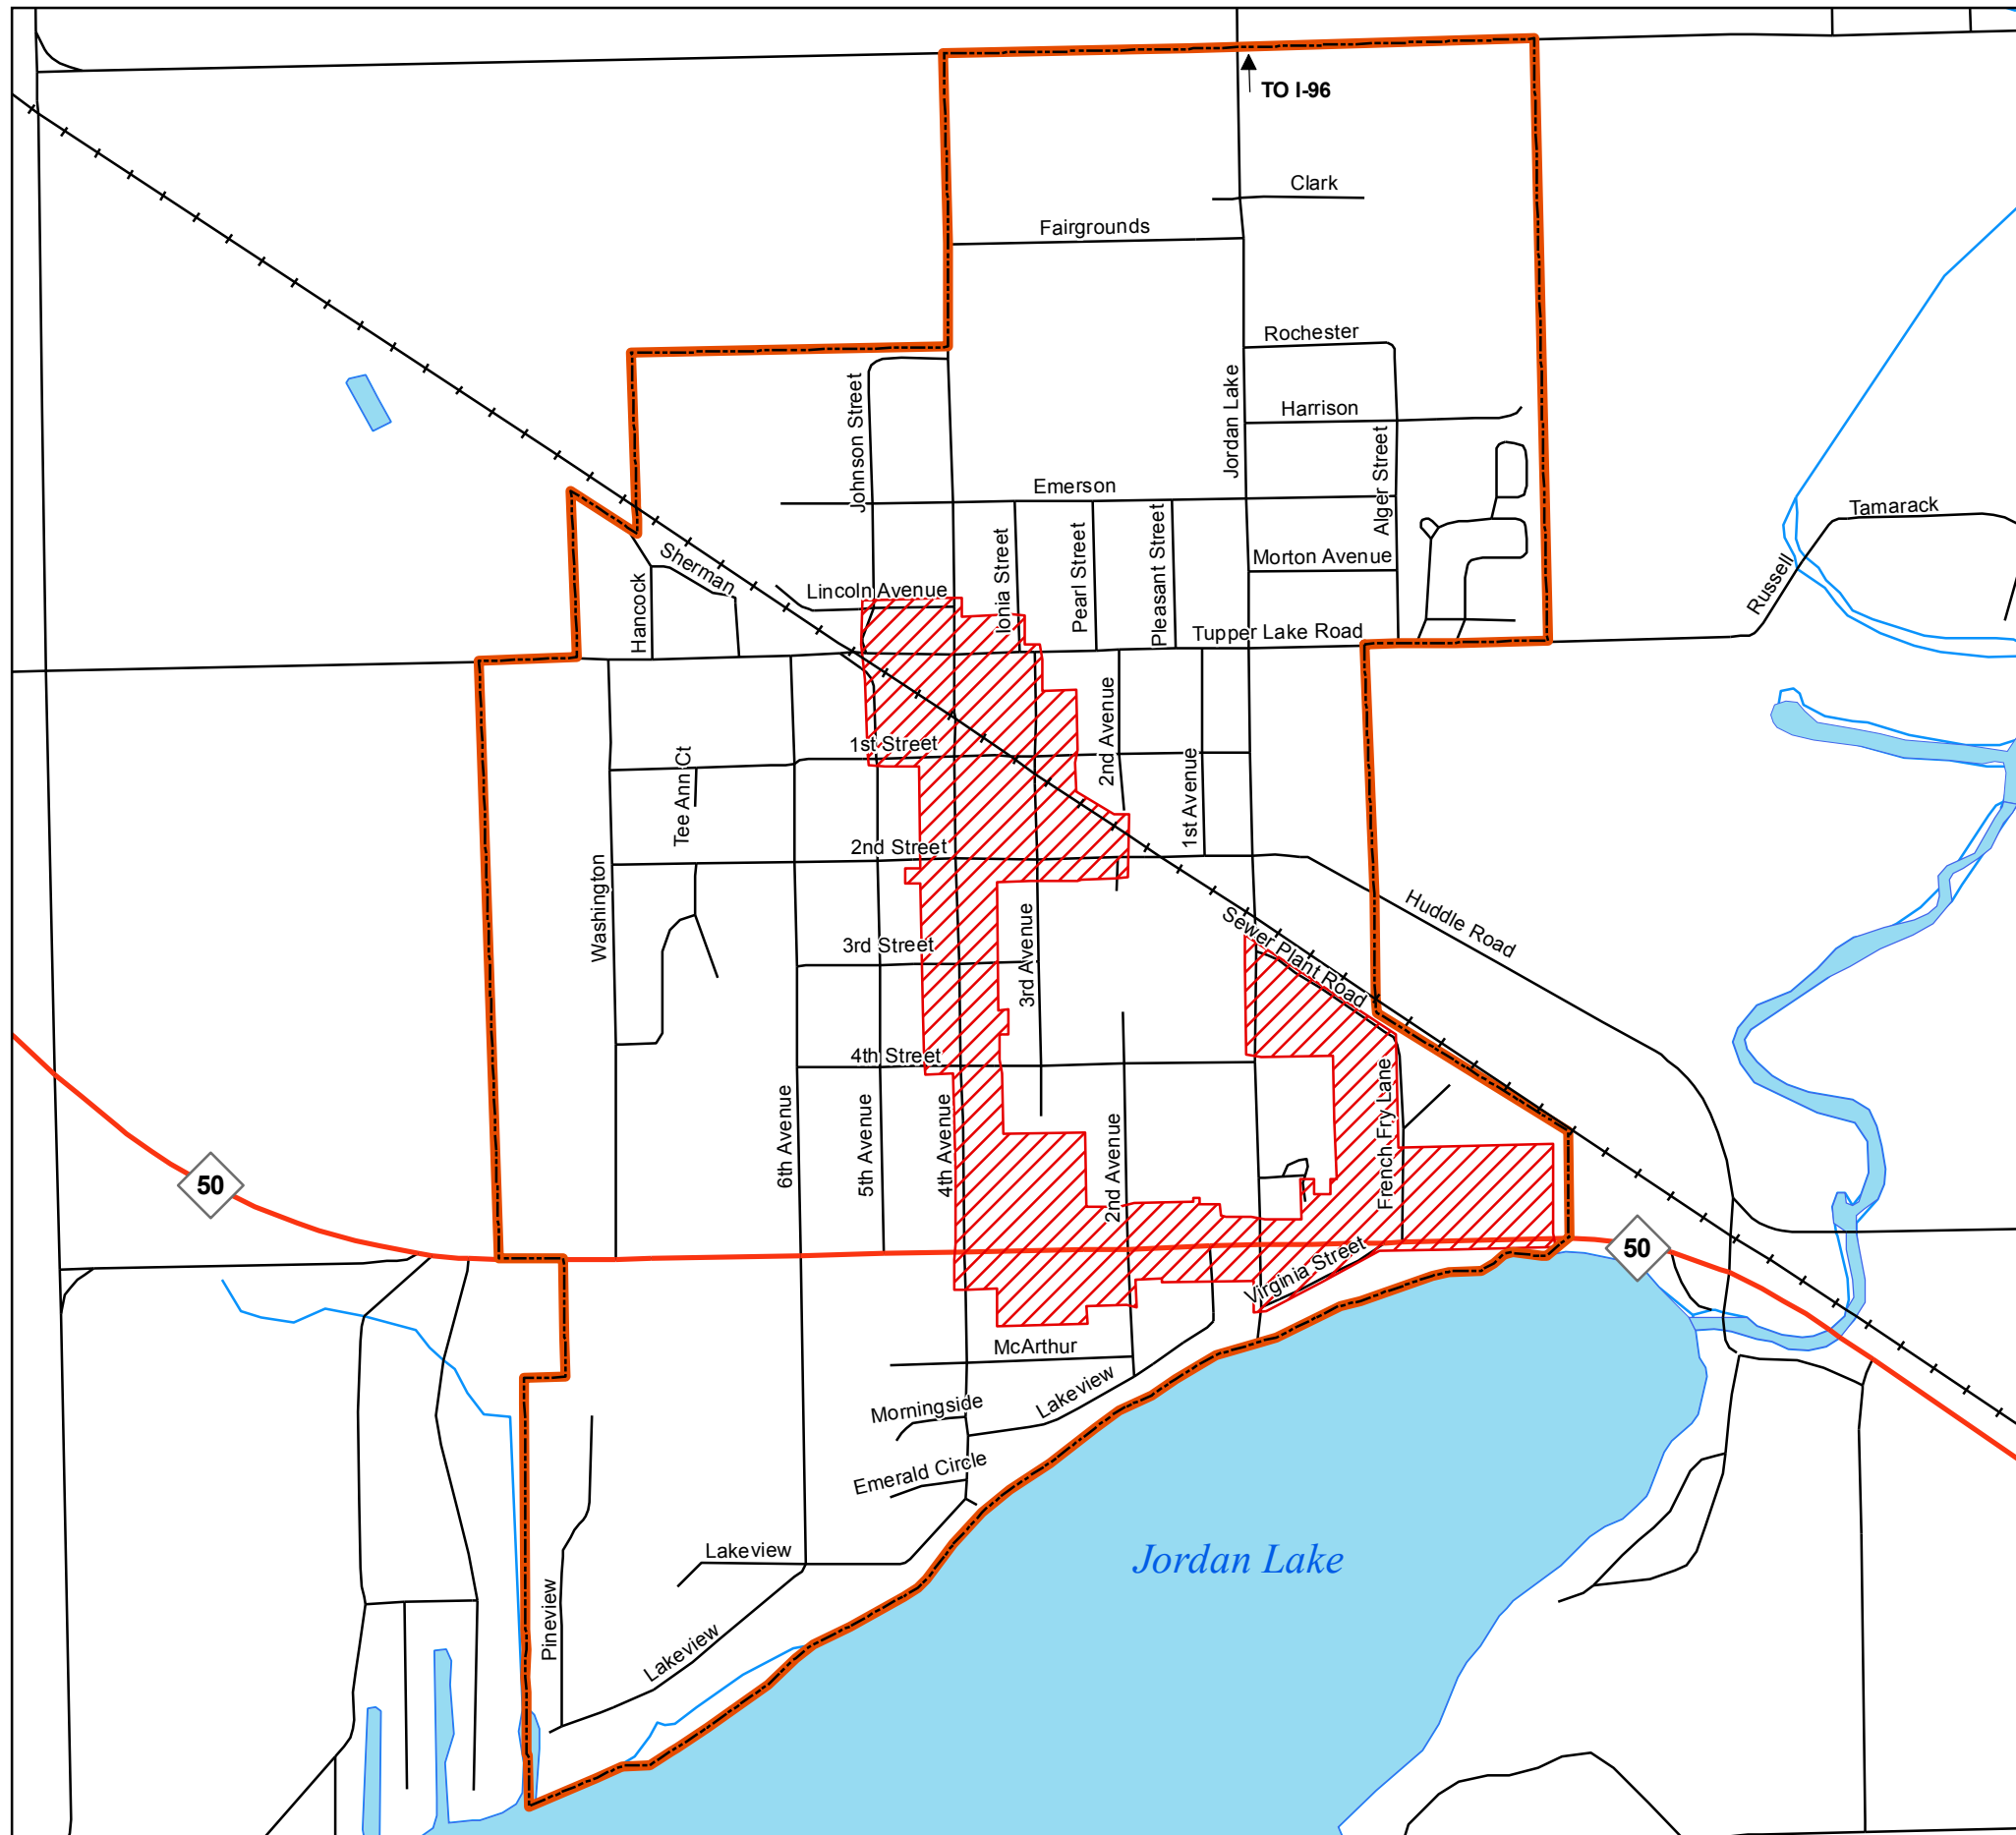 TO I-96
Clark
Fairgrounds
Rochester
Jordan Lake
Johnson Street
Harrison
Alger Street
Emerson
Tamarack
Pleasant Street
Pearl Street
Ionia Street
Sherman
Morton Avenue
Russell
Hancock
Lincoln Avenue
Tupper Lake Road
2nd Avenue
1st Street
Tee Ann Ct
1st Avenue
2nd Street
Washington
Huddle Road
3rd Street
3rd Avenue
Sewer Plant Road
4th Street
French Fry Lane
6th Avenue
5th Avenue
4th Avenue
2nd Avenue
50
50
Virginia Street
McArthur
Lakeview
Morningside
Emerald Circle
Lakeview
Jordan Lake
Pineview
Lakeview